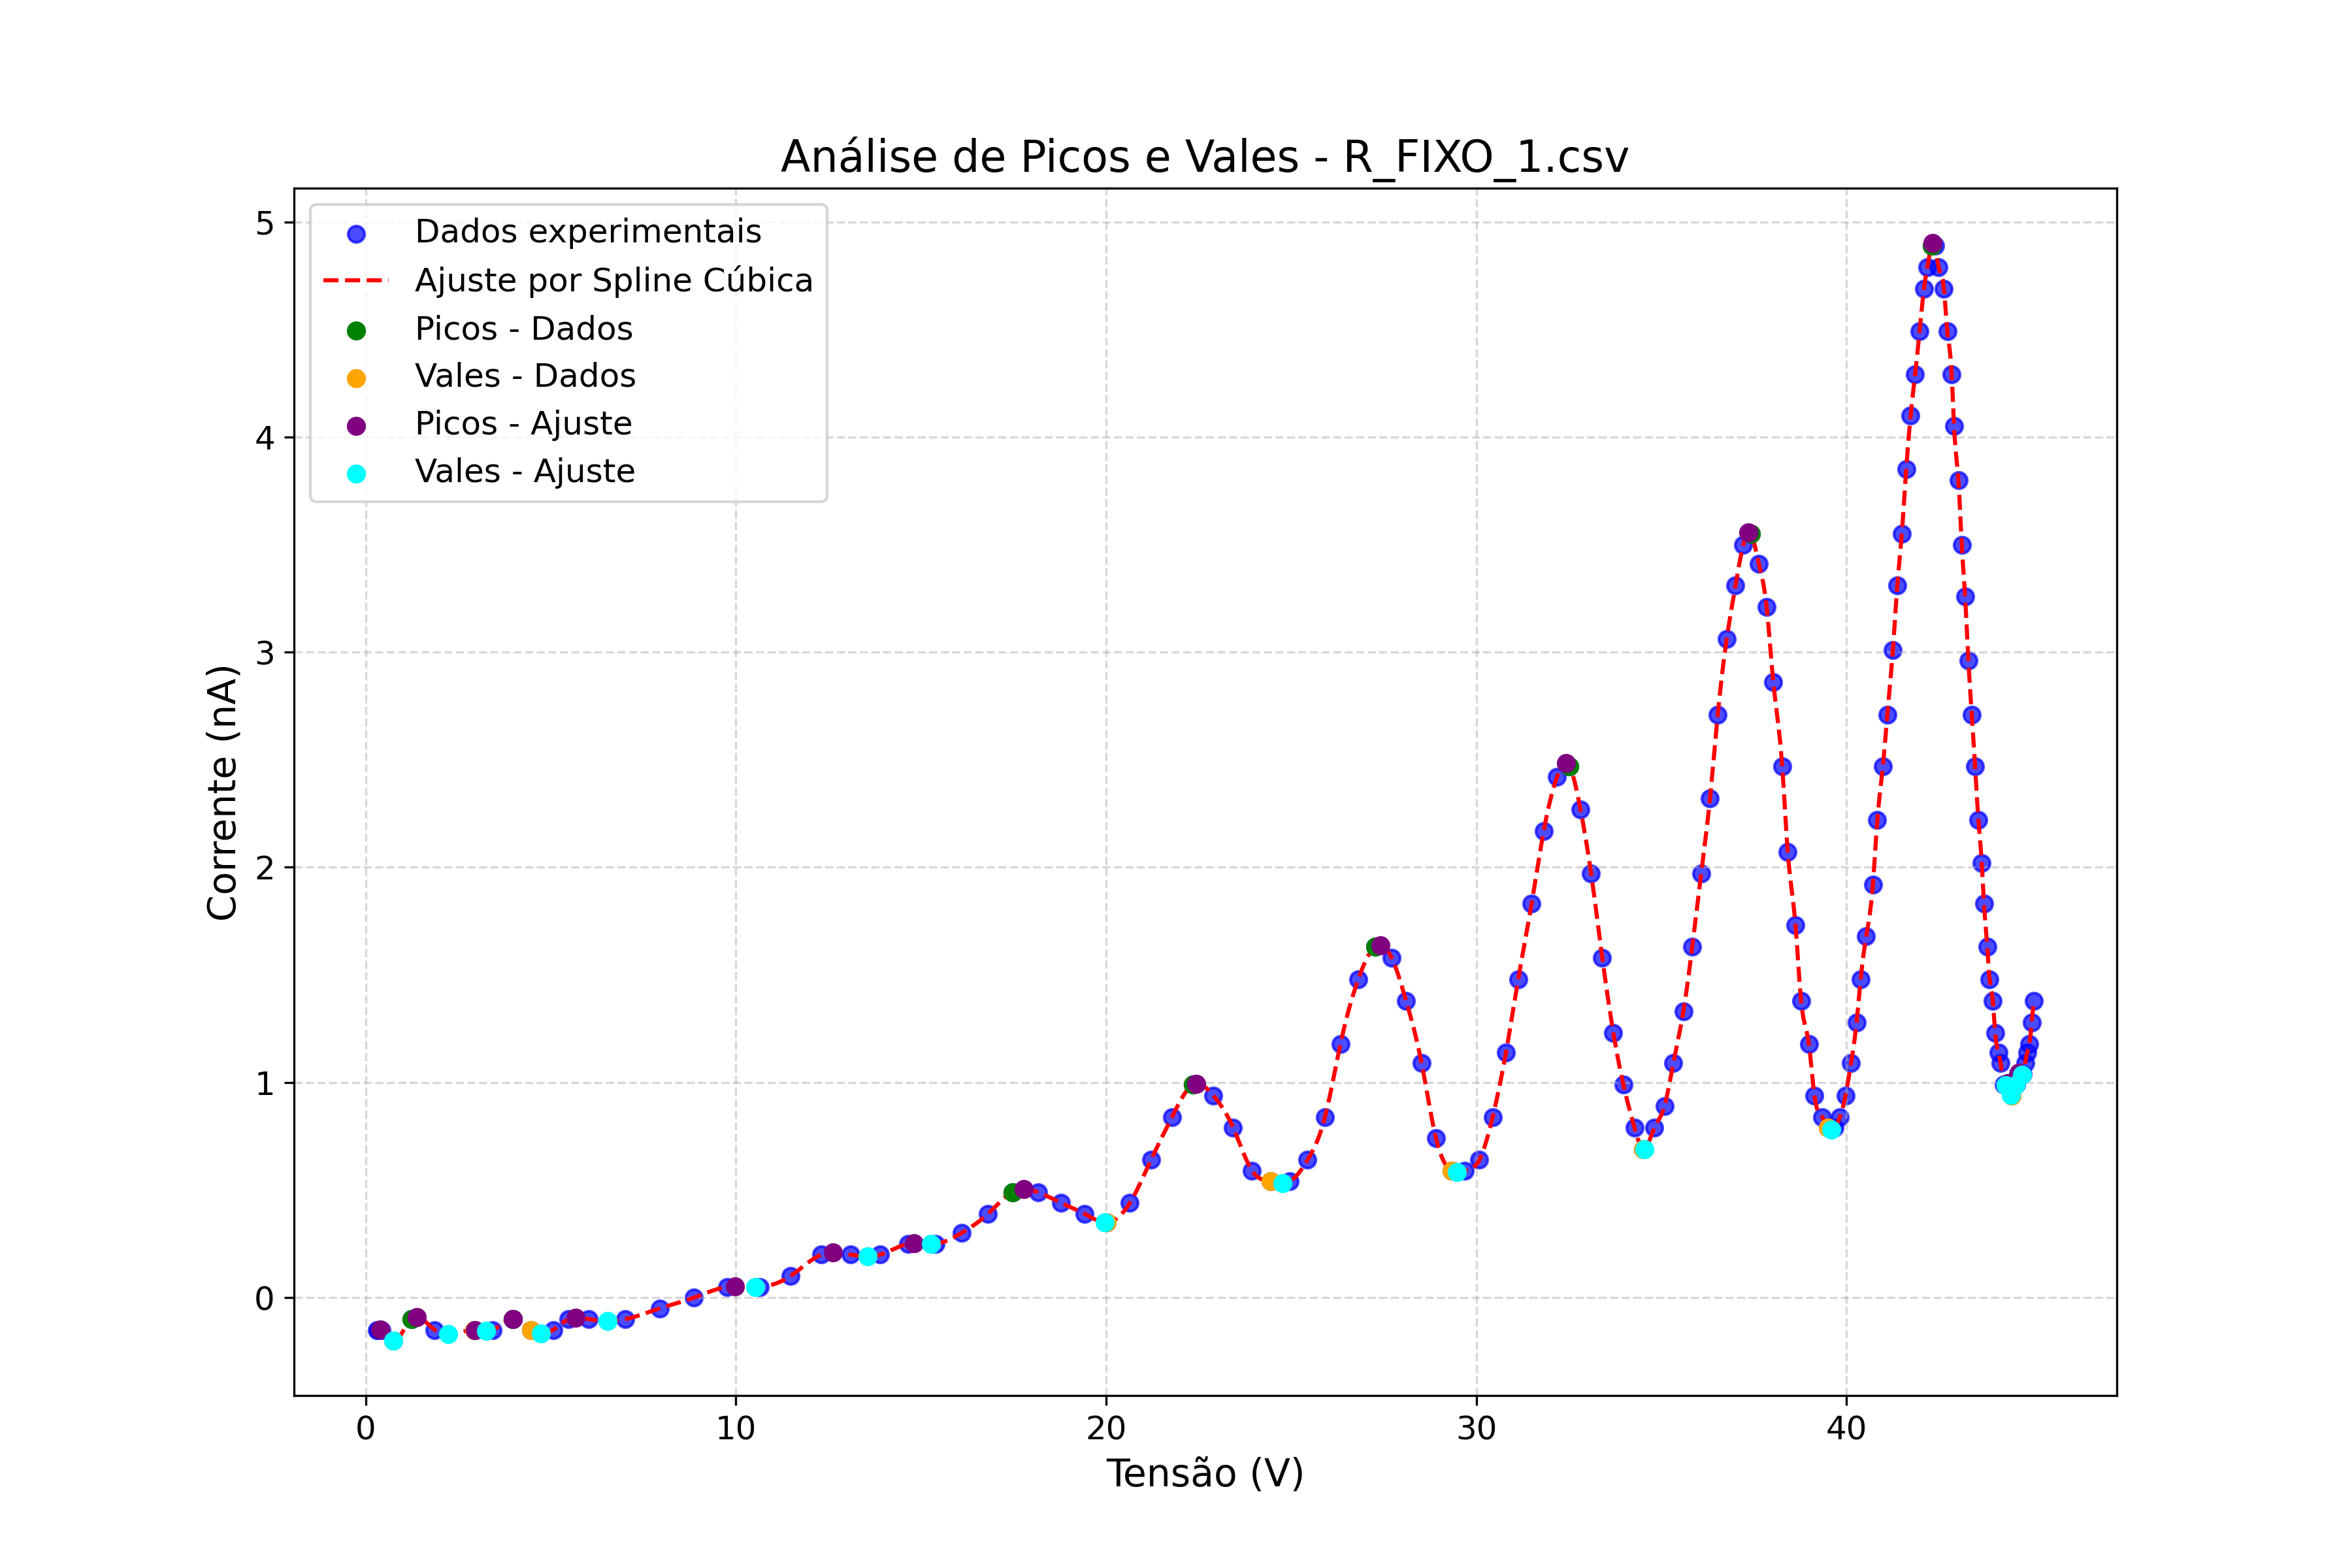 Análise de Picos e Vales - R_FIXO_1.csv
Dados experimentais
Ajuste por Spline Cúbica
Picos - Dados
Vales - Dados
Picos - Ajuste
Vales - Ajuste
5
4
3
2
1
0
Corrente (nA)
0 10 20 30 40
Tensão (V)